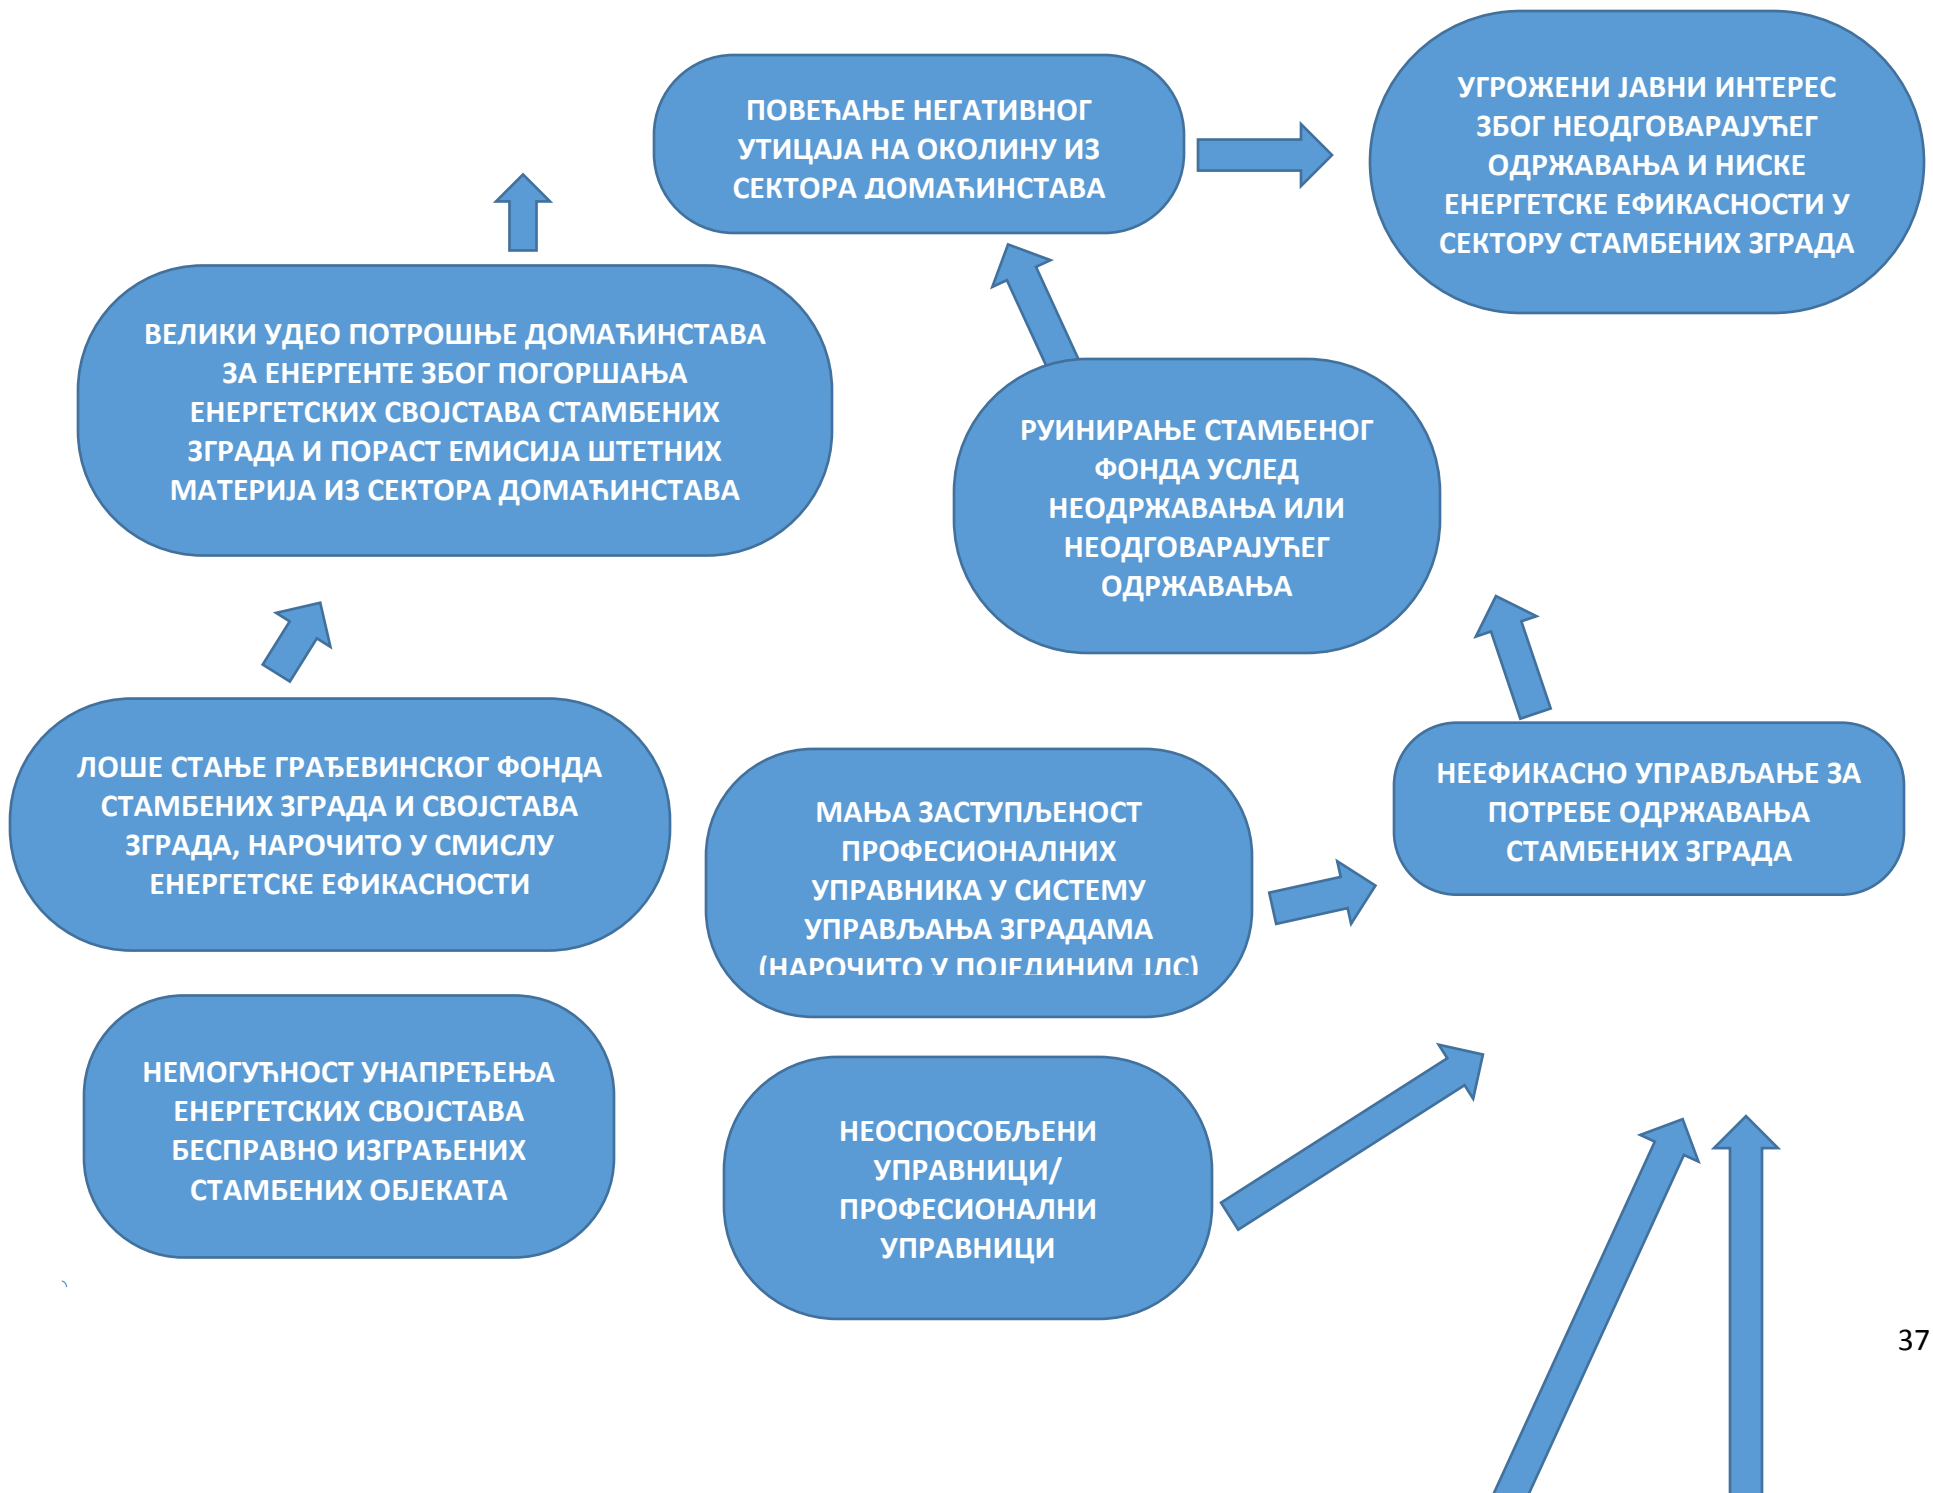 ПОВЕЋАЊЕ НЕГАТИВНОГ
УТИЦАЈА НА ОКОЛИНУ ИЗ
СЕКТОРА ДОМАЋИНСТАВА
УГРОЖЕНИ ЈАВНИ ИНТЕРЕС
ЗБОГ НЕОДГОВАРАЈУЋЕГ
ОДРЖАВАЊА И НИСКЕ
ЕНЕРГЕТСКЕ ЕФИКАСНОСТИ У
СЕКТОРУ СТАМБЕНИХ ЗГРАДА
ВЕЛИКИ УДЕО ПОТРОШЊЕ ДОМАЋИНСТАВА
ЗА ЕНЕРГЕНТЕ ЗБОГ ПОГОРШАЊА
ЕНЕРГЕТСКИХ СВОЈСТАВА СТАМБЕНИХ
ЗГРАДА И ПОРАСТ ЕМИСИЈА ШТЕТНИХ
МАТЕРИЈА ИЗ СЕКТОРА ДОМАЋИНСТАВА
РУИНИРАЊЕ СТАМБЕНОГ
ФОНДА УСЛЕД
НЕОДРЖАВАЊА ИЛИ
НЕОДГОВАРАЈУЋЕГ
ОДРЖАВАЊА
ЛОШЕ СТАЊЕ ГРАЂЕВИНСКОГ ФОНДА
СТАМБЕНИХ ЗГРАДА И СВОЈСТАВА
ЗГРАДА, НАРОЧИТО У СМИСЛУ
ЕНЕРГЕТСКЕ ЕФИКАСНОСТИ
МАЊА ЗАСТУПЉЕНОСТ
ПРОФЕСИОНАЛНИХ
УПРАВНИКА У СИСТЕМУ
УПРАВЉАЊА ЗГРАДАМА
(НАРОЧИТО У ПОЈЕДИНИМ ЈЛС)
НЕЕФИКАСНО УПРАВЉАЊЕ ЗА
ПОТРЕБЕ ОДРЖАВАЊА
СТАМБЕНИХ ЗГРАДА
НЕМОГУЋНОСТ УНАПРЕЂЕЊА
ЕНЕРГЕТСКИХ СВОЈСТАВА
БЕСПРАВНО ИЗГРАЂЕНИХ
СТАМБЕНИХ ОБЈЕКАТА
НЕОСПОСОБЉЕНИ
УПРАВНИЦИ/
ПРОФЕСИОНАЛНИ
УПРАВНИЦИ
37